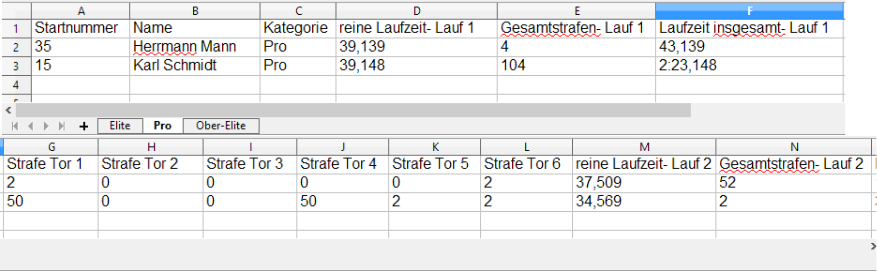 A B C D E F
1 Startnummer Name Kategorie reine Laufzeit- Lauf 1 Gesamtstrafen- Lauf 1 Laufzeit insgesamt- Lauf 1
2 35 Herrmann Mann Pro 39,139 4 43,139
3 15 Karl Schmidt Pro 39,148 104 2:23,148
4
Elite Pro Ober-Elite
G H I J K L M N
Strafe Tor 1 Strafe Tor 2 Strafe Tor 3 Strafe Tor 4 Strafe Tor 5 Strafe Tor 6 reine Laufzeit- Lauf 2 Gesamtstrafen- Lauf 2
2 0 0 0 0 2 37,509 52
50 0 0 50 2 2 34,569 2